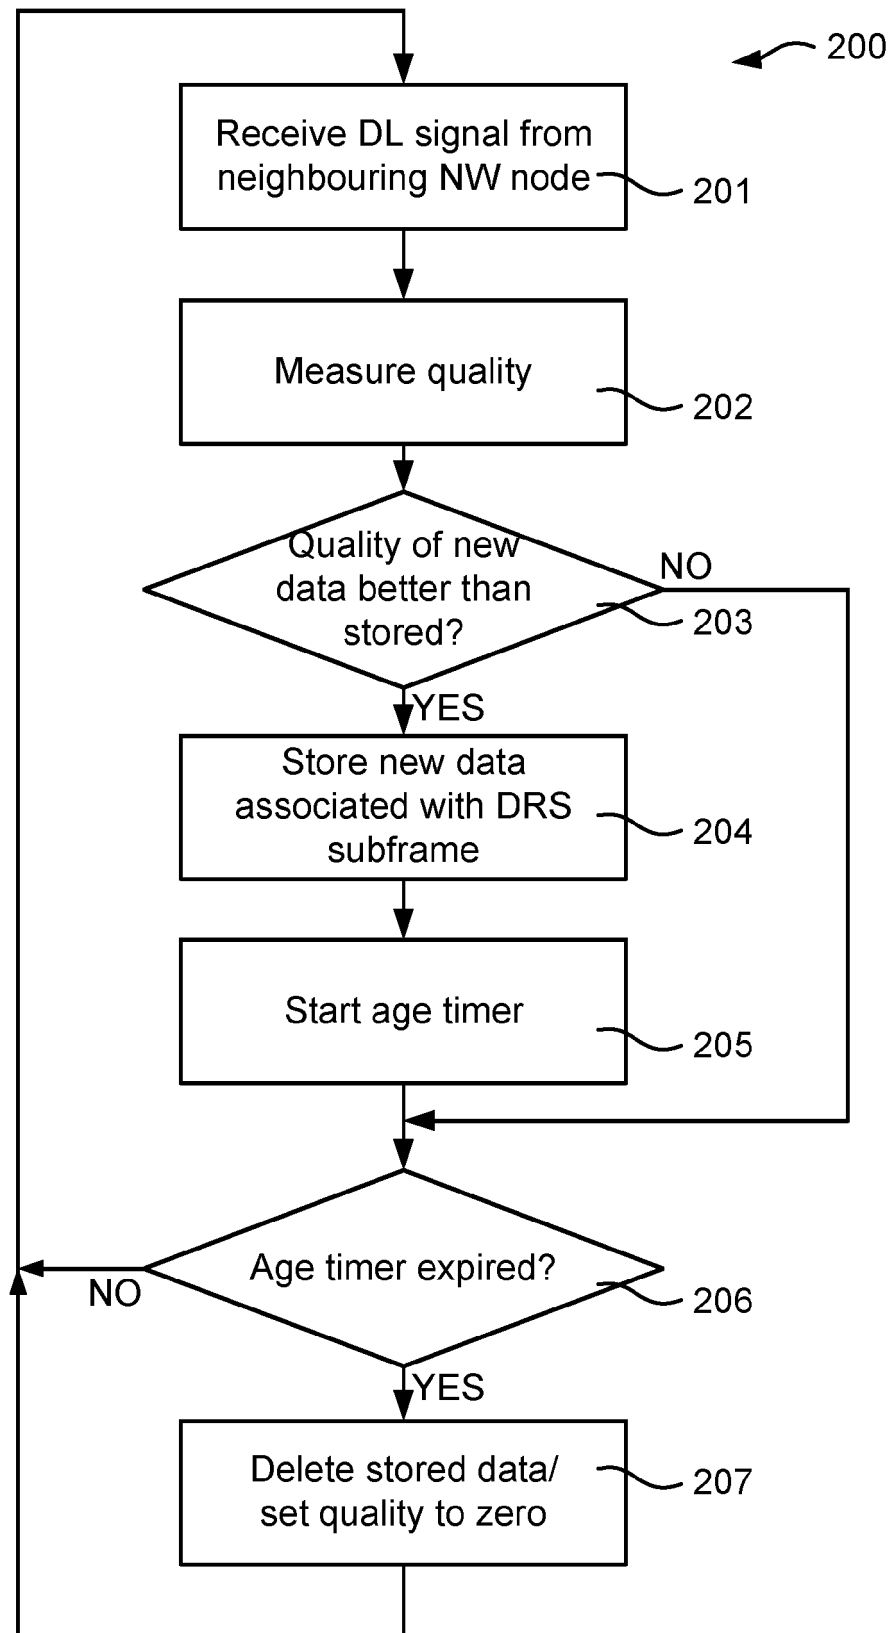 200
Receive DL signal from
neighbouring NW node
201
Measure quality
202
Quality of new
data better than
stored?
NO
203
YES
Store new data
associated with DRS
subframe
204
Start age timer
205
Age timer expired?
NO
206
YES
Delete stored data/
set quality to zero
207